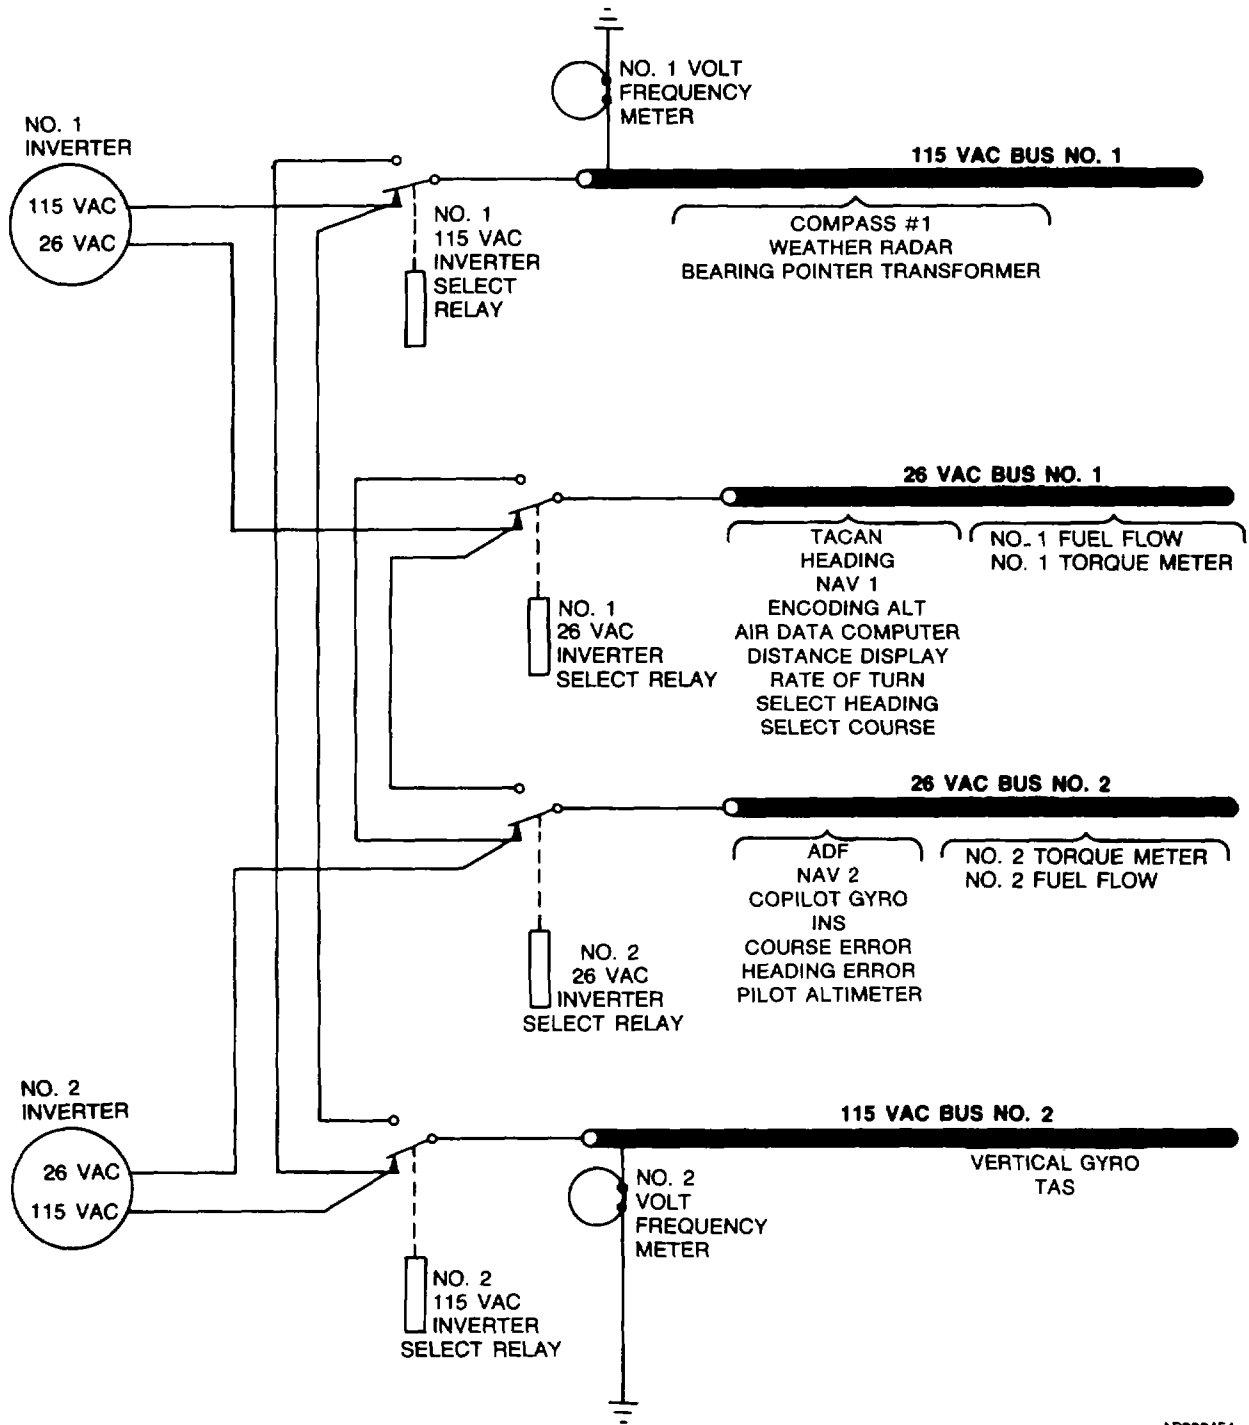 NO. 1 VOLT
FREQUENCY
METER
NO. 1
INVERTER
115 VAC
26 VAC
115 VAC BUS NO. 1
NO. 1
115 VAC
INVERTER
SELECT
RELAY
COMPASS #1
WEATHER RADAR
BEARING POINTER TRANSFORMER
26 VAC BUS NO. 1
TACAN
HEADING
NAV 1
ENCODING ALT
AIR DATA COMPUTER
DISTANCE DISPLAY
RATE OF TURN
SELECT HEADING
SELECT COURSE
NO. 1 FUEL FLOW
NO. 1 TORQUE METER
NO. 1
26 VAC
INVERTER
SELECT RELAY
26 VAC BUS NO. 2
ADF
NAV 2
COPILOT GYRO
INS
COURSE ERROR
HEADING ERROR
PILOT ALTIMETER
NO. 2 TORQUE METER
NO. 2 FUEL FLOW
NO. 2
26 VAC
INVERTER
SELECT RELAY
NO. 2
INVERTER
26 VAC
115 VAC
115 VAC BUS NO. 2
VERTICAL GYRO
TAS
NO. 2
VOLT
FREQUENCY
METER
NO. 2
115 VAC
INVERTER
SELECT RELAY